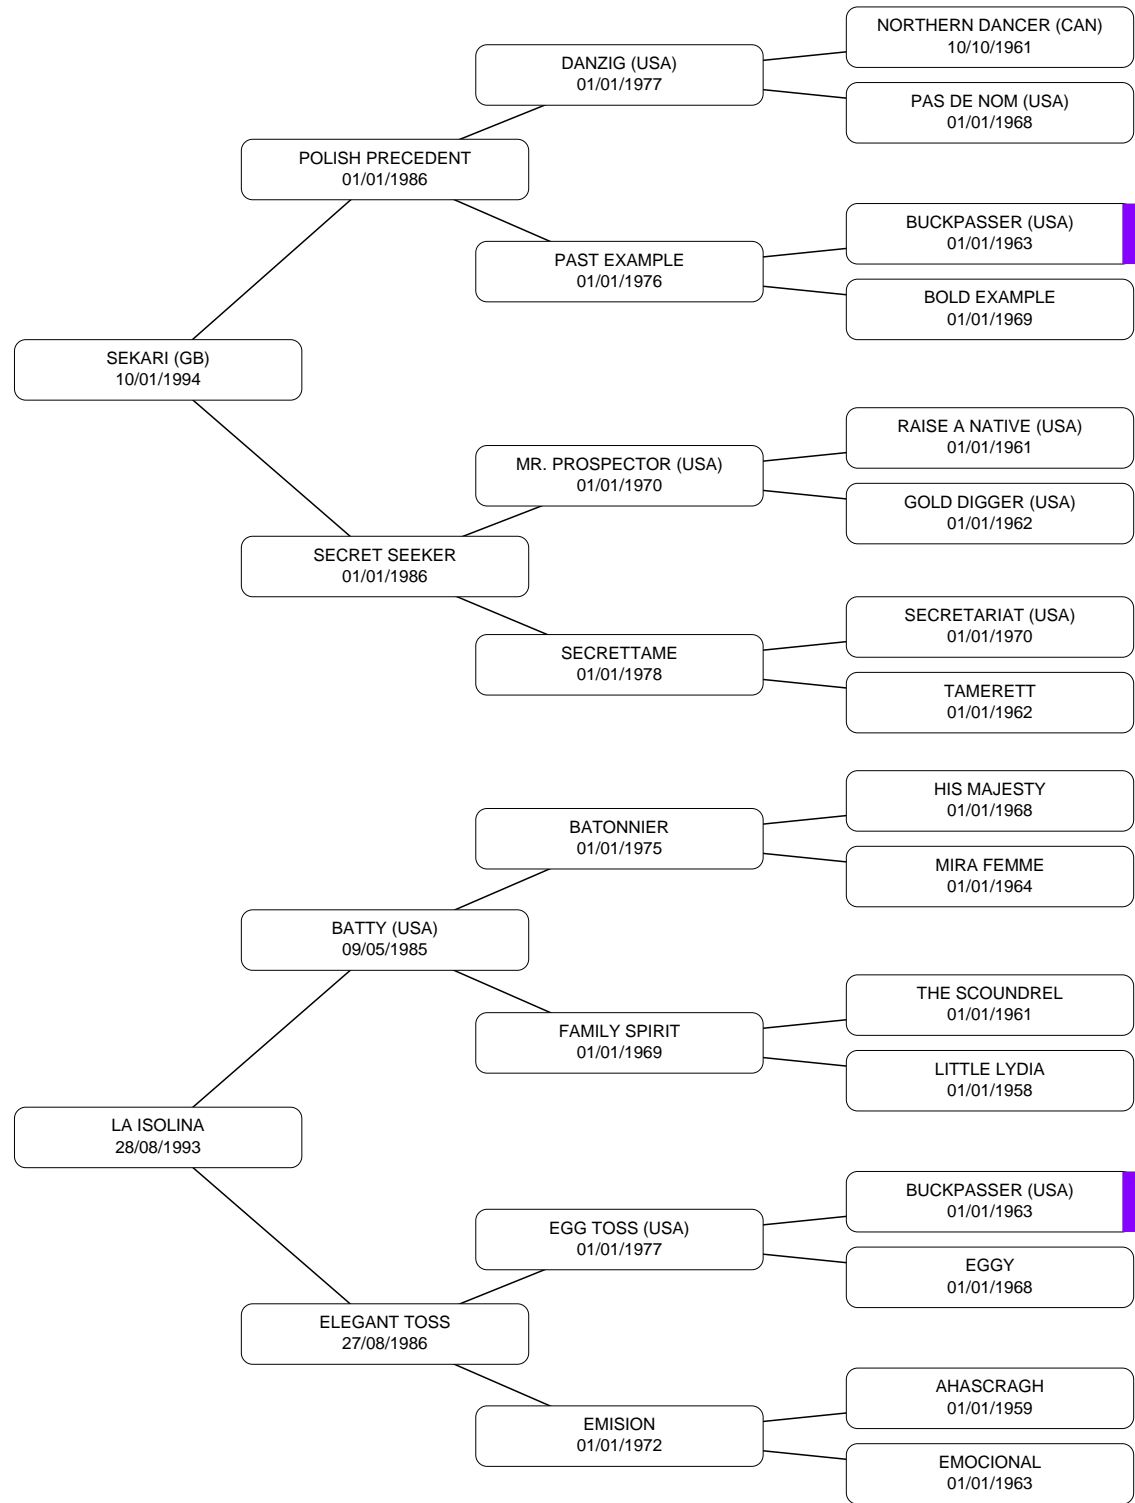 NORTHERN DANCER (CAN)
10/10/1961
DANZIG (USA)
01/01/1977
PAS DE NOM (USA)
01/01/1968
POLISH PRECEDENT
01/01/1986
BUCKPASSER (USA)
01/01/1963
PAST EXAMPLE
01/01/1976
BOLD EXAMPLE
01/01/1969
SEKARI (GB)
10/01/1994
RAISE A NATIVE (USA)
01/01/1961
MR. PROSPECTOR (USA)
01/01/1970
GOLD DIGGER (USA)
01/01/1962
SECRET SEEKER
01/01/1986
SECRETARIAT (USA)
01/01/1970
SECRETTAME
01/01/1978
TAMERETT
01/01/1962
HIS MAJESTY
01/01/1968
BATONNIER
01/01/1975
MIRA FEMME
01/01/1964
BATTY (USA)
09/05/1985
THE SCOUNDREL
01/01/1961
FAMILY SPIRIT
01/01/1969
LITTLE LYDIA
01/01/1958
LA ISOLINA
28/08/1993
BUCKPASSER (USA)
01/01/1963
EGG TOSS (USA)
01/01/1977
EGGY
01/01/1968
ELEGANT TOSS
27/08/1986
AHASCRAGH
01/01/1959
EMISION
01/01/1972
EMOCIONAL
01/01/1963